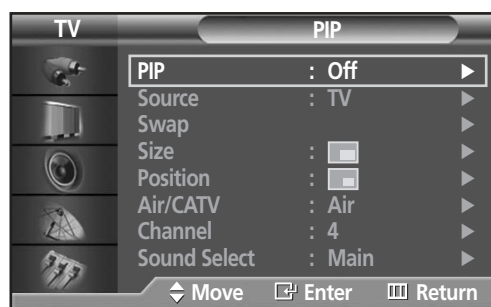 TV PIP
PIP : Off
Source : TV
Swap
Size :
Position :
Air/CATV : Air
Channel : 4
Sound Select : Main
Move Enter Return